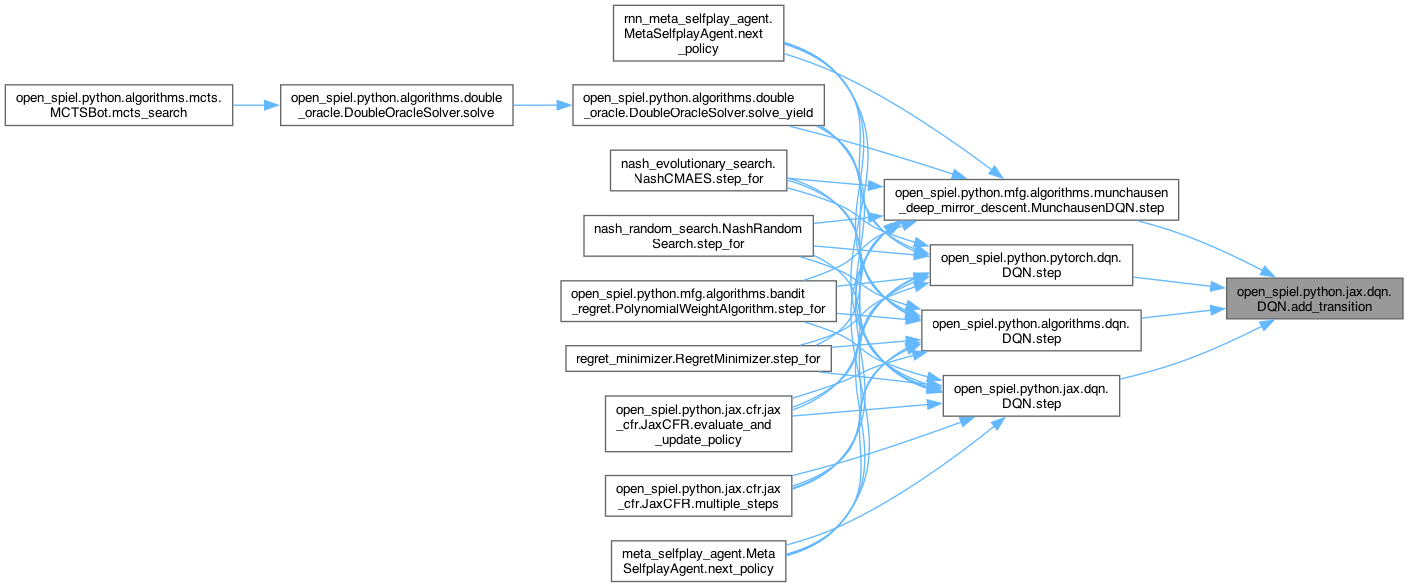 rnn_meta_selfplay_agent.
MetaSelfplayAgent.next
_policy
open_spiel.python.algorithms.mcts.
MCTSBot.mcts_search
open_spiel.python.algorithms.double
_oracle.DoubleOracleSolver.solve
open_spiel.python.algorithms.double
_oracle.DoubleOracleSolver.solve_yield
nash_evolutionary_search.
NashCMAES.step_for
open_spiel.python.mfg.algorithms.munchausen
_deep_mirror_descent.MunchausenDQN.step
nash_random_search.NashRandom
Search.step_for
open_spiel.python.pytorch.dqn.
DQN.step
open_spiel.python.jax.dqn.
DQN.add_transition
open_spiel.python.mfg.algorithms.bandit
_regret.PolynomialWeightAlgorithm.step_for
open_spiel.python.algorithms.dqn.
DQN.step
regret_minimizer.RegretMinimizer.step_for
open_spiel.python.jax.dqn.
DQN.step
open_spiel.python.jax.cfr.jax
_cfr.JaxCFR.evaluate_and
_update_policy
open_spiel.python.jax.cfr.jax
_cfr.JaxCFR.multiple_steps
meta_selfplay_agent.Meta
SelfplayAgent.next_policy